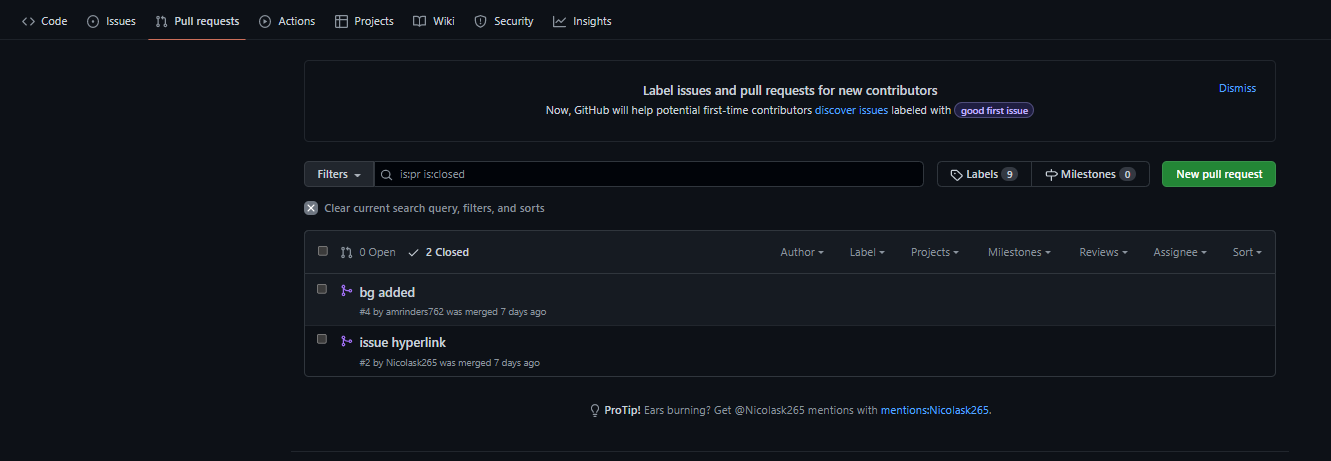 Code Issues Pull requests Actions Projects Wiki Security Insights
Label issues and pull requests for new contributors
Dismiss
Now, GitHub will help potential first-time contributors discover issues labeled with good first issue
Filters is:pr is:closed Labels 9 Milestones 0 New pull request
Clear current search query, filters, and sorts
0 Open 2 Closed Author Label Projects Milestones Reviews Assignee Sort
bg added
#4 by amrinders762 was merged 7 days ago
issue hyperlink
#2 by Nicolask265 was merged 7 days ago
ProTip! Ears burning? Get @Nicolask265 mentions with mentions:Nicolask265.